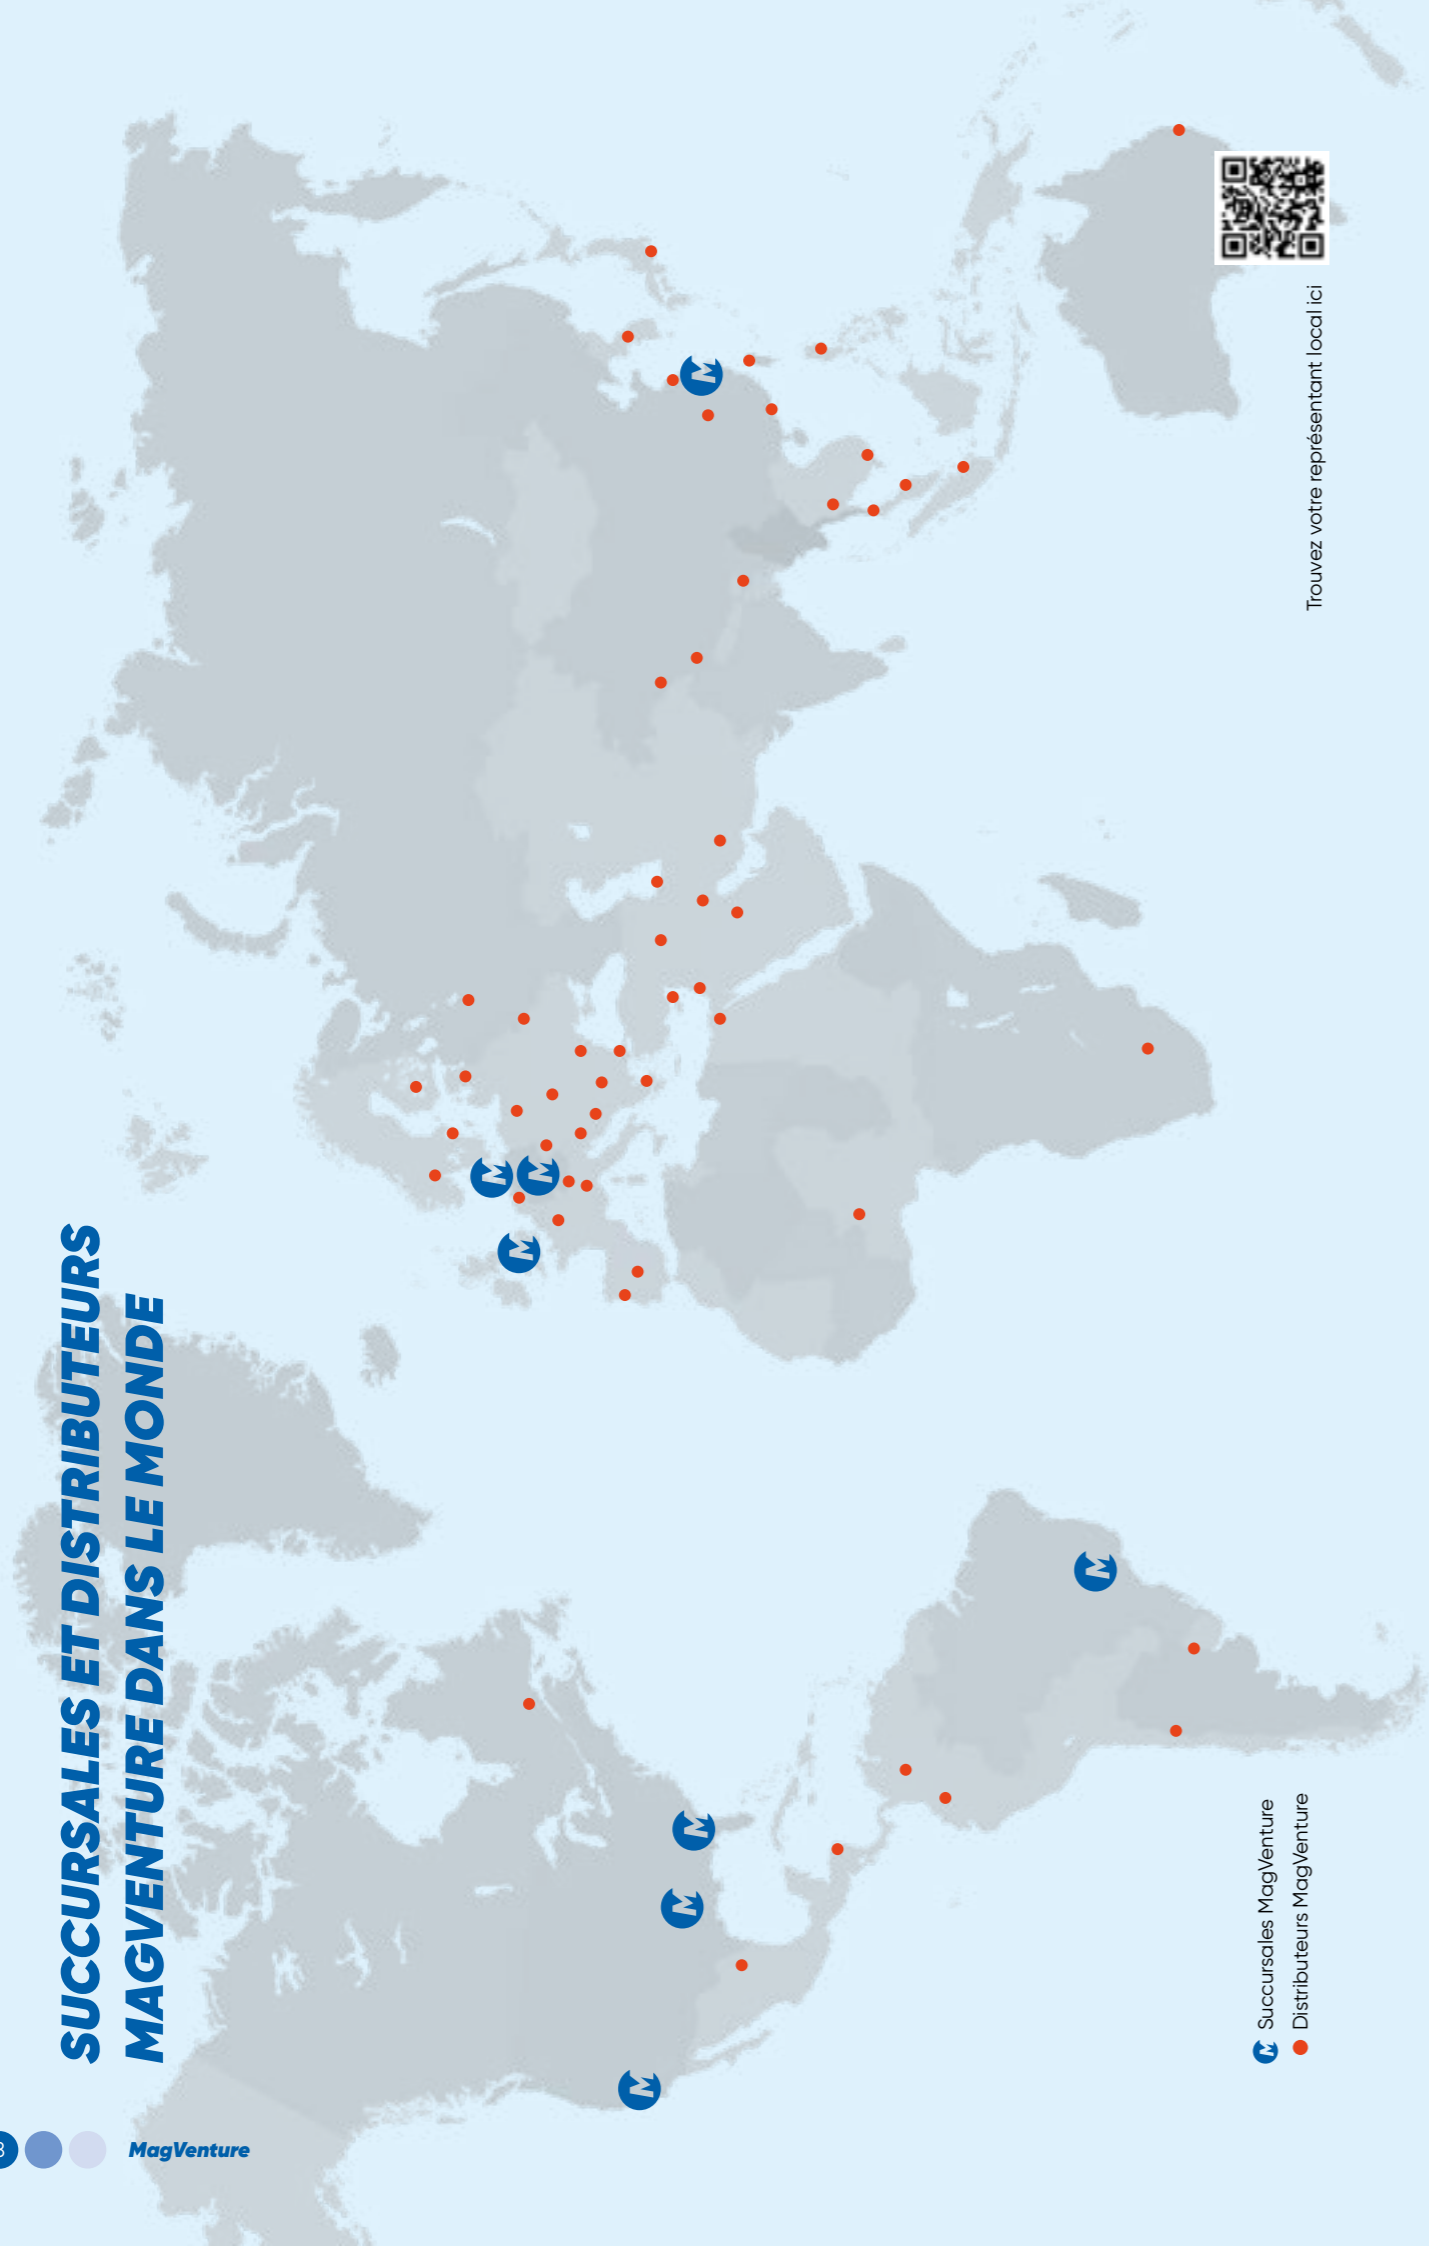 SUCCURSALES ET DISTRIBUTEURS
MAGVENTURE DANS LE MONDE
Trouvez votre représentant local ici
Succursales MagVenture
Distributeurs MagVenture
MagVenture